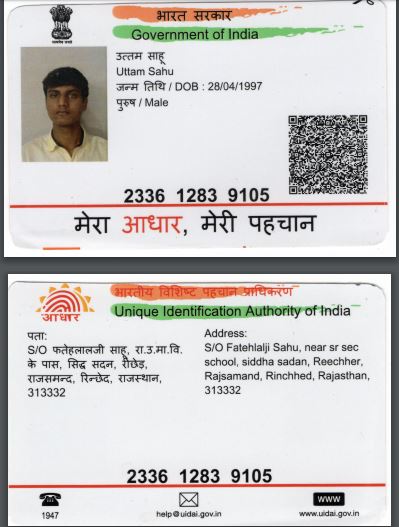 भारत सरकार
Government of India
उत्तम साहू
Uttam Sahu
जन्म तिथि / DOB : 28/04/1997
पुरुष / Male
2336 1283 9105
मेरा आधार, मेरी पहचान
भारतीय विशिष्ट पहचान प्राधिकरण
आधार
Unique Identification Authority of India
पता:
S/O फतेहलालजी साहू, रा.उ.मा.वि.
के पास, सिद्ध सदन, रीछेड़,
राजसमन्द, रिन्छेद, राजस्थान,
313332
Address:
S/O Fatehlalji Sahu, near sr sec
school, siddha sadan, Reechher,
Rajsamand, Rinchhed, Rajasthan,
313332
2336 1283 9105
1947
help@uidai.gov.in
WWW
www.uidai.gov.in